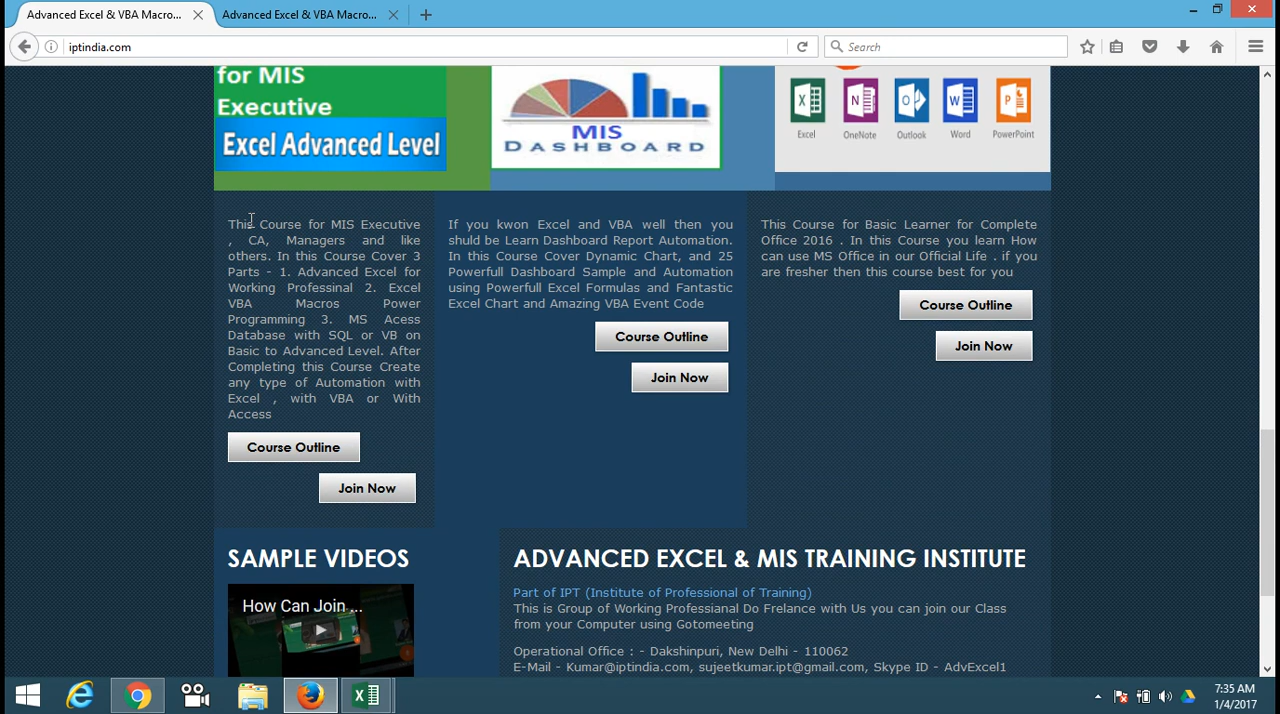 Advanced Excel & VBA Macro...
Advanced Excel & VBA Macro...
iptindia.com
Search
for MIS
Executive
Excel Advanced Level
MIS
DASHBOARD
Excel
OneNote
Outlook
Word
PowerPoint
This Course for MIS Executive
, CA, Managers and like
others. In this Course Cover 3
Parts - 1. Advanced Excel for
Working Professinal 2. Excel
VBA Macros Power
Programming 3. MS Acess
Database with SQL or VB on
Basic to Advanced Level. After
Completing this Course Create
any type of Automation with
Excel , with VBA or With
Access
Course Outline
Join Now
If you kwon Excel and VBA well then you
shuld be Learn Dashboard Report Automation.
In this Course Cover Dynamic Chart, and 25
Powerfull Dashboard Sample and Automation
using Powerfull Excel Formulas and Fantastic
Excel Chart and Amazing VBA Event Code
Course Outline
Join Now
This Course for Basic Learner for Complete
Office 2016 . In this Course you learn How
can use MS Office in our Official Life . if you
are fresher then this course best for you
Course Outline
Join Now
SAMPLE VIDEOS
How Can Join ...
ADVANCED EXCEL & MIS TRAINING INSTITUTE
Part of IPT (Institute of Professional of Training)
This is Group of Working Professianal Do Frelance with Us you can join our Class
from your Computer using Gotomeeting
Operational Office : - Dakshinpuri, New Delhi - 110062
E-Mail - Kumar@iptindia.com, sujeetkumar.ipt@gmail.com, Skype ID - AdvExcel1
7:35 AM
1/4/2017